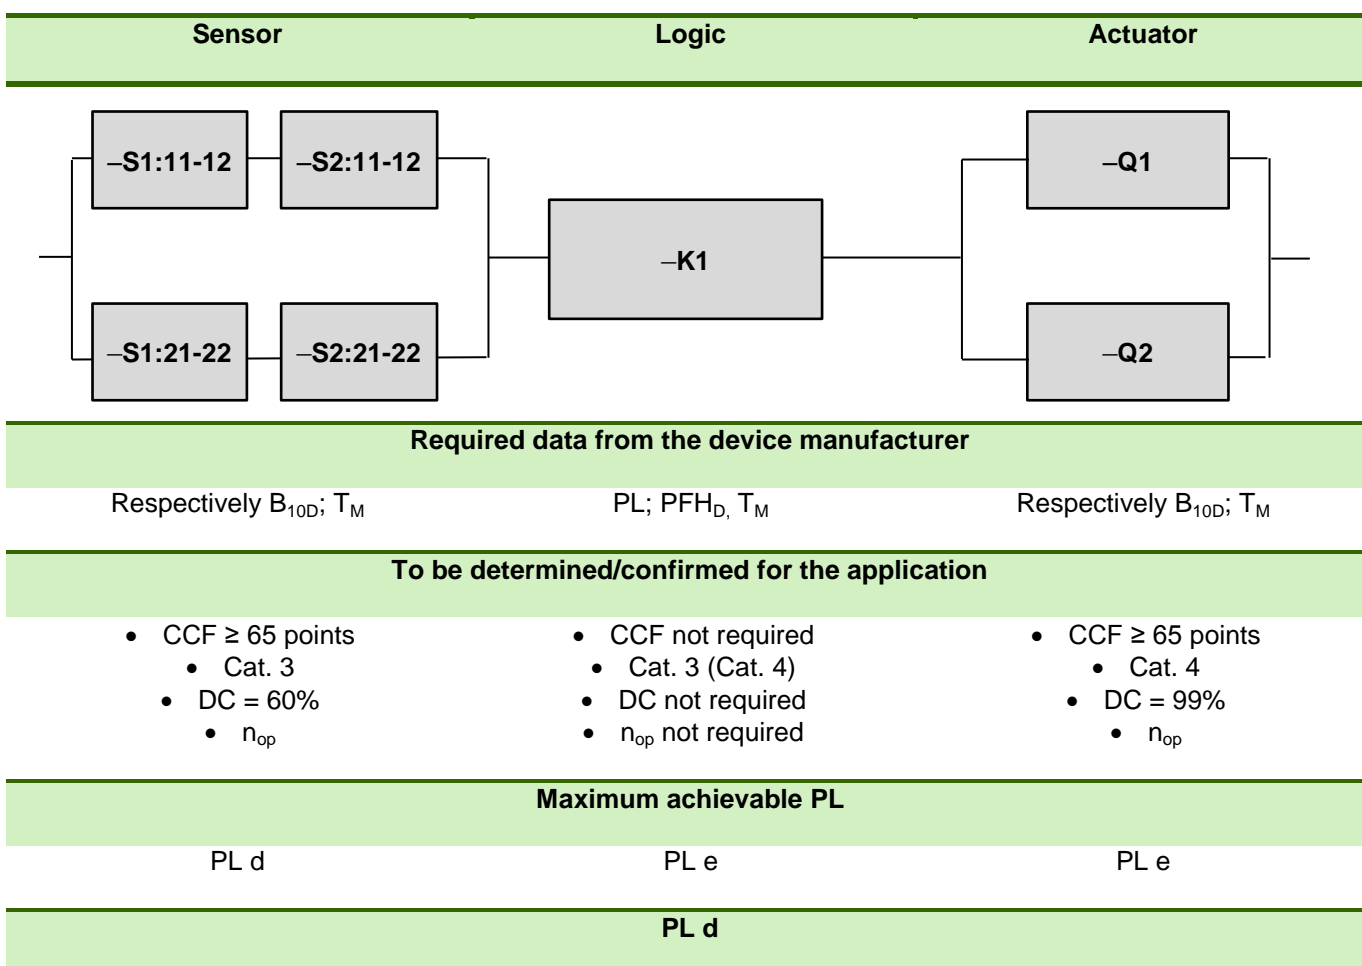 Sensor Logic Actuator
–S1:11-12 –S2:11-12 –Q1
–K1
–S1:21-22 –S2:21-22 –Q2
Required data from the device manufacturer
Respectively B10D; TM PL; PFHD, TM Respectively B10D; TM
To be determined/confirmed for the application
• CCF ≥ 65 points • CCF not required • CCF ≥ 65 points
• Cat. 3 • Cat. 3 (Cat. 4) • Cat. 4
• DC = 60% • DC not required • DC = 99%
• nop • nop not required • nop
Maximum achievable PL
PL d PL e PL e
PL d